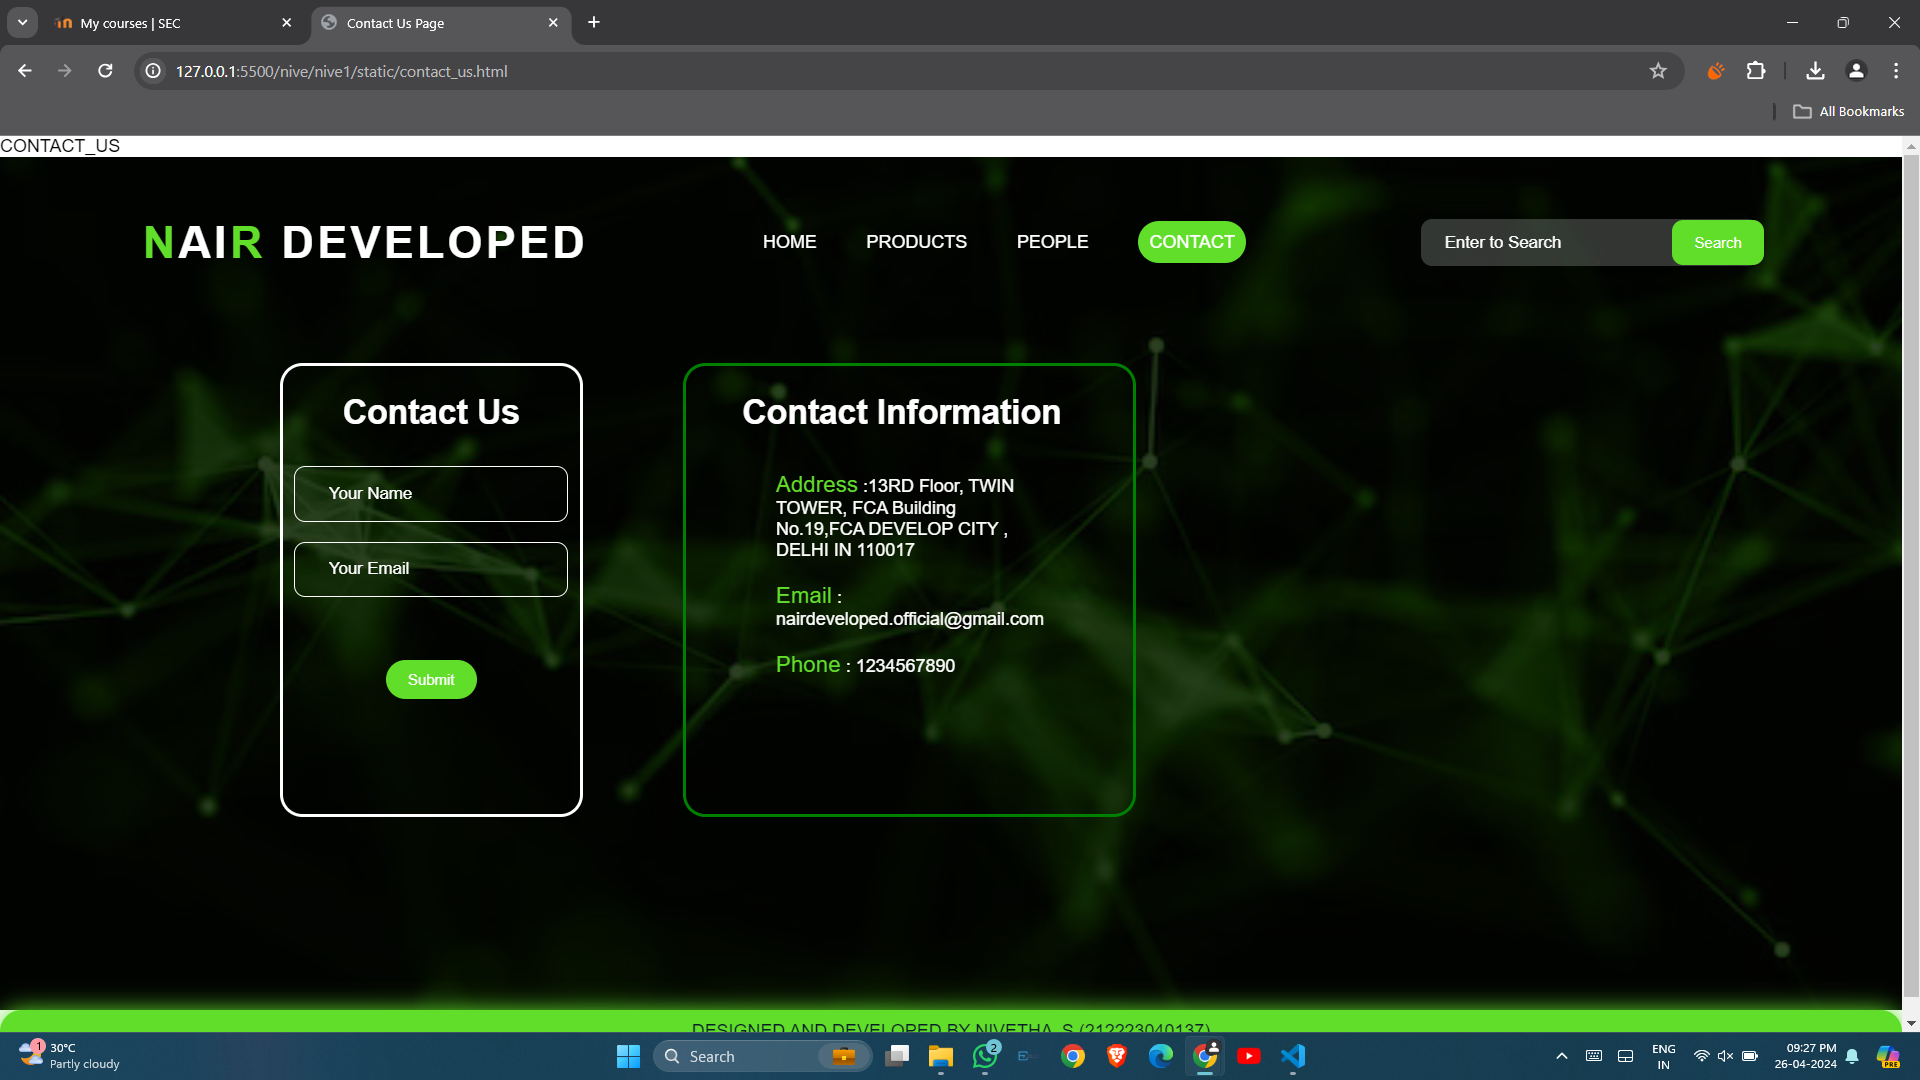 My courses | SEC
Contact Us Page
127.0.0.1:5500/nive/nive1/static/contact_us.html
All Bookmarks
CONTACT_US
NAIR DEVELOPED
HOME
PRODUCTS
PEOPLE
CONTACT
Enter to Search
Search
Contact Us
Your Name
Your Email
Submit
Contact Information
Address :13RD Floor, TWIN
TOWER, FCA Building
No.19,FCA DEVELOP CITY ,
DELHI IN 110017
Email :
nairdeveloped.official@gmail.com
Phone : 1234567890
DESIGNED AND DEVELOPED BY NIVETHA S (212223040137)
1
30°C
Partly cloudy
Search
2
ENG
IN
09:27 PM
26-04-2024
PRE